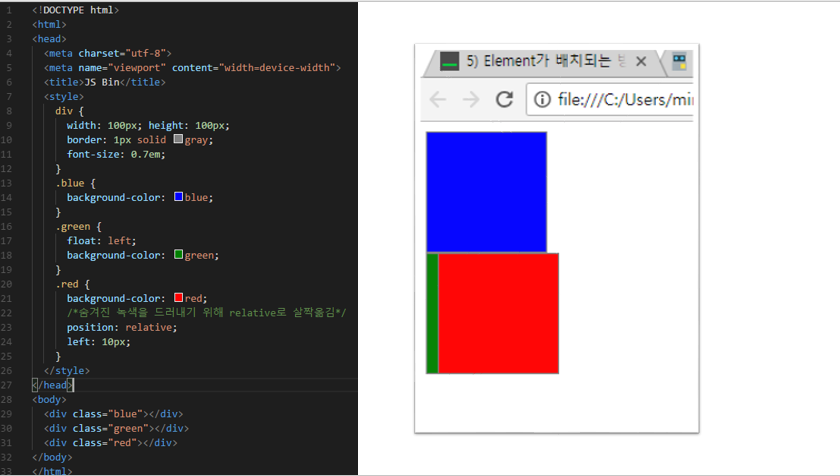 1 <!DOCTYPE html>
2 <html>
3 <head>
4 <meta charset="utf-8">
5 <meta name="viewport" content="width=device-width">
6 <title>JS Bin</title>
7 <style>
8 div {
9 width: 100px; height: 100px;
10 border: 1px solid gray;
11 font-size: 0.7em;
12 }
13 .blue {
14 background-color: blue;
15 }
16 .green {
17 float: left;
18 background-color: green;
19 }
20 .red {
21 background-color: red;
22 /*숨겨진 녹색을 드러내기 위해 relative로 살짝옮김*/
23 position: relative;
24 left: 10px;
25 }
26 </style>
27 </head>
28 <body>
29 <div class="blue"></div>
30 <div class="green"></div>
31 <div class="red"></div>
32 </body>
33 </html>
5) Element가 배치되는
file:///C:/Users/mi